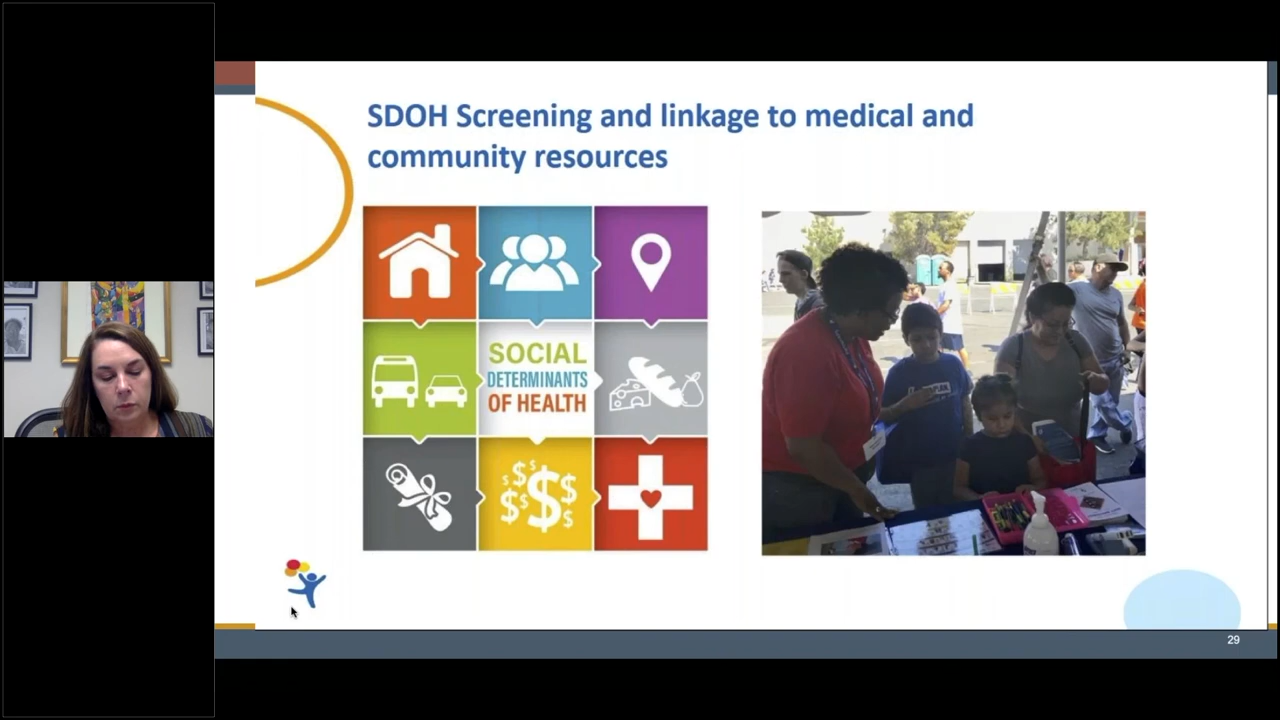 SDOH Screening and linkage to medical and
community resources
SOCIAL
DETERMINANTS
OF HEALTH
29